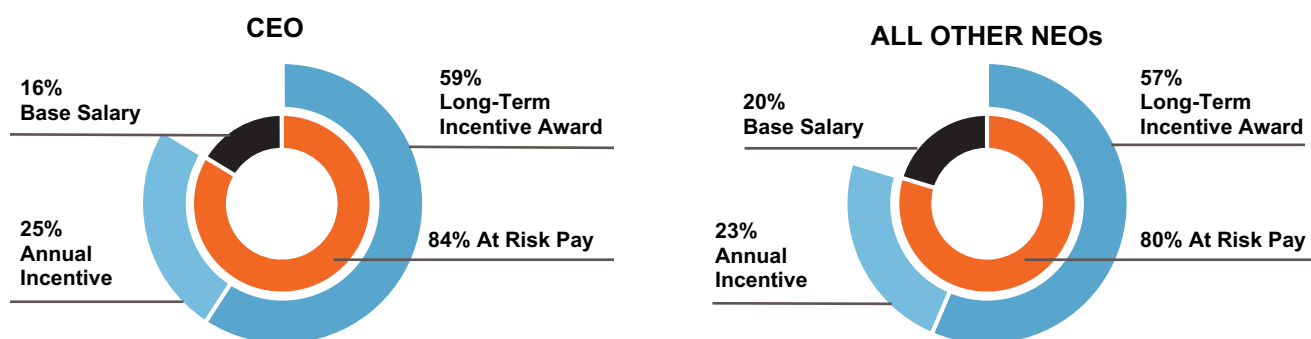 CEO
16%
Base Salary
59%
Long-Term
Incentive Award
25%
Annual
Incentive
84% At Risk Pay
ALL OTHER NEOs
20%
Base Salary
57%
Long-Term
Incentive Award
23%
Annual
Incentive
80% At Risk Pay